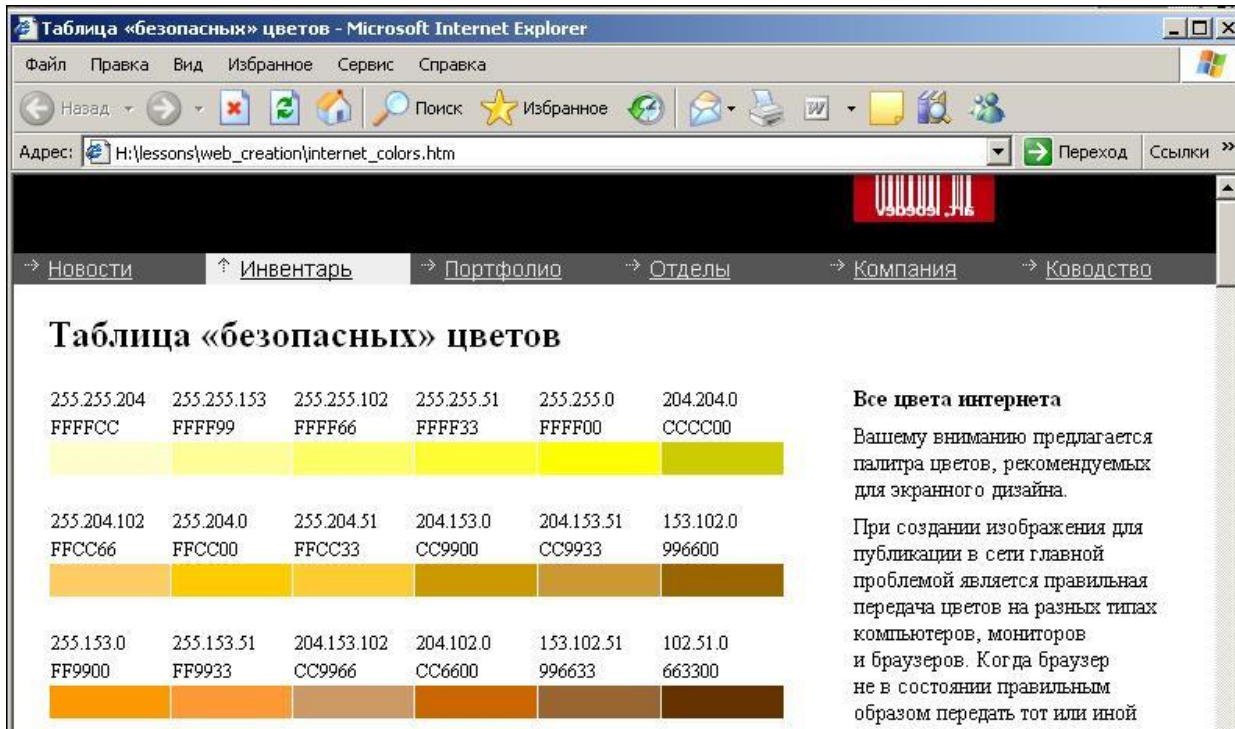 Таблица «безопасных» цветов - Microsoft Internet Explorer
Файл Правка Вид Избранное Сервис Справка
Назад Поиск Избранное
Адрес: H:\lessons\web_creation\internet_colors.htm Переход Ссылки »
art. lebedev
Новости Инвентарь Портфолио Отделы Компания Ководство
Таблица «безопасных» цветов
255.255.204 255.255.153 255.255.102 255.255.51 255.255.0 204.204.0
FFFFCC FFFF99 FFFF66 FFFF33 FFFF00 CCCC00
255.204.102 255.204.0 255.204.51 204.153.0 204.153.51 153.102.0
FFCC66 FFCC00 FFCC33 CC9900 CC9933 996600
255.153.0 255.153.51 204.153.102 204.102.0 153.102.51 102.51.0
FF9900 FF9933 CC9966 CC6600 996633 663300
Все цвета интернета
Вашему вниманию предлагается
палитра цветов, рекомендуемых
для экранного дизайна.
При создании изображения для
публикации в сети главной
проблемой является правильная
передача цветов на разных типах
компьютеров, мониторов
и браузеров. Когда браузер
не в состоянии правильным
образом передать тот или иной